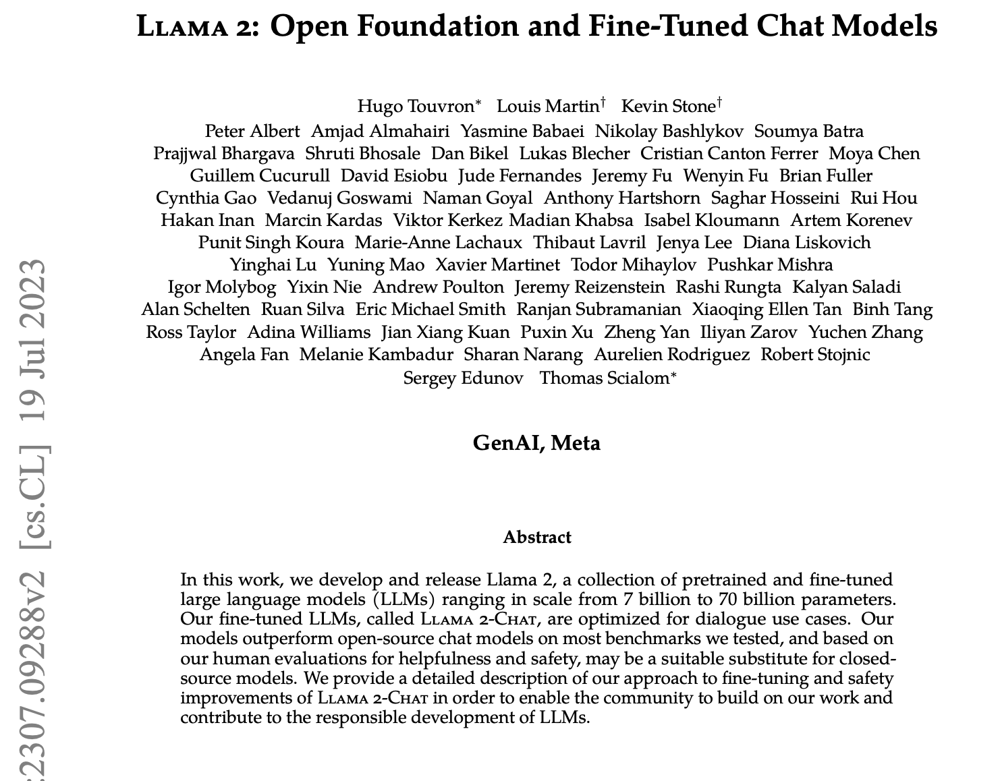 LLAMA 2: Open Foundation and Fine-Tuned Chat Models
Hugo Touvron* Louis Martin† Kevin Stone†
Peter Albert Amjad Almahairi Yasmine Babaei Nikolay Bashlykov Soumya Batra
Prajjwal Bhargava Shruti Bhosale Dan Bikel Lukas Blecher Cristian Canton Ferrer Moya Chen
Guillem Cucurull David Esiobu Jude Fernandes Jeremy Fu Wenyin Fu Brian Fuller
Cynthia Gao Vedanuj Goswami Naman Goyal Anthony Hartshorn Saghar Hosseini Rui Hou
Hakan Inan Marcin Kardas Viktor Kerkez Madian Khabsa Isabel Kloumann Artem Korenev
Punit Singh Koura Marie-Anne Lachaux Thibaut Lavril Jenya Lee Diana Liskovich
Yinghai Lu Yuning Mao Xavier Martinet Todor Mihaylov Pushkar Mishra
Igor Molybog Yixin Nie Andrew Poulton Jeremy Reizenstein Rashi Rungta Kalyan Saladi
Alan Schelten Ruan Silva Eric Michael Smith Ranjan Subramanian Xiaoqing Ellen Tan Binh Tang
Ross Taylor Adina Williams Jian Xiang Kuan Puxin Xu Zheng Yan Iliyan Zarov Yuchen Zhang
Angela Fan Melanie Kambadur Sharan Narang Aurelien Rodriguez Robert Stojnic
Sergey Edunov Thomas Scialom*
GenAI, Meta
Abstract
In this work, we develop and release Llama 2, a collection of pretrained and fine-tuned
large language models (LLMs) ranging in scale from 7 billion to 70 billion parameters.
Our fine-tuned LLMs, called LLAMA 2-CHAT, are optimized for dialogue use cases. Our
models outperform open-source chat models on most benchmarks we tested, and based on
our human evaluations for helpfulness and safety, may be a suitable substitute for closed-
source models. We provide a detailed description of our approach to fine-tuning and safety
improvements of LLAMA 2-CHAT in order to enable the community to build on our work and
contribute to the responsible development of LLMs.
:2307.09288v2 [cs.CL] 19 Jul 2023